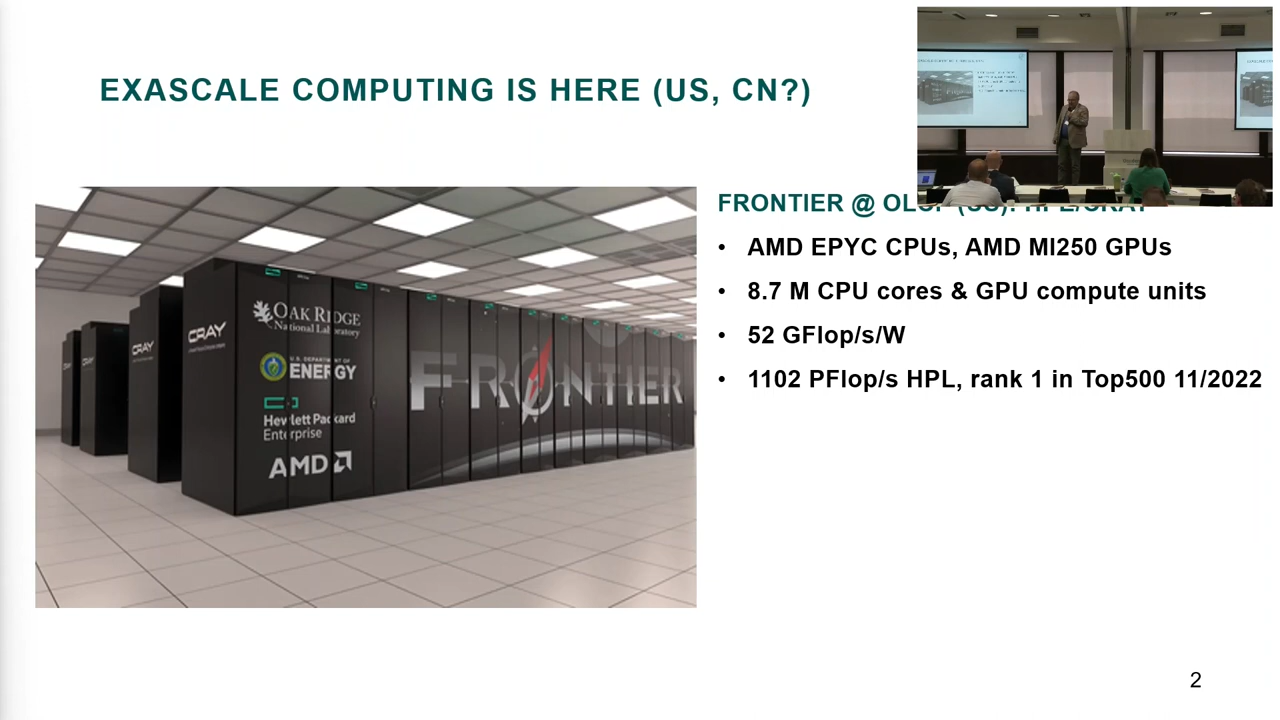 EXASCALE COMPUTING IS HERE (US, CN?)
FRONTIER @
• AMD EPYC CPUs, AMD MI250 GPUs
• 8.7 M CPU cores & GPU compute units
• 52 GFlop/s/W
• 1102 PFlop/s HPL, rank 1 in Top500 11/2022
CRAY
CRAY
CRAY
OAK RIDGE
National Laboratory
U.S. DEPARTMENT OF
ENERGY
Hewlett Packard
Enterprise
AMD
FRONTIER
2